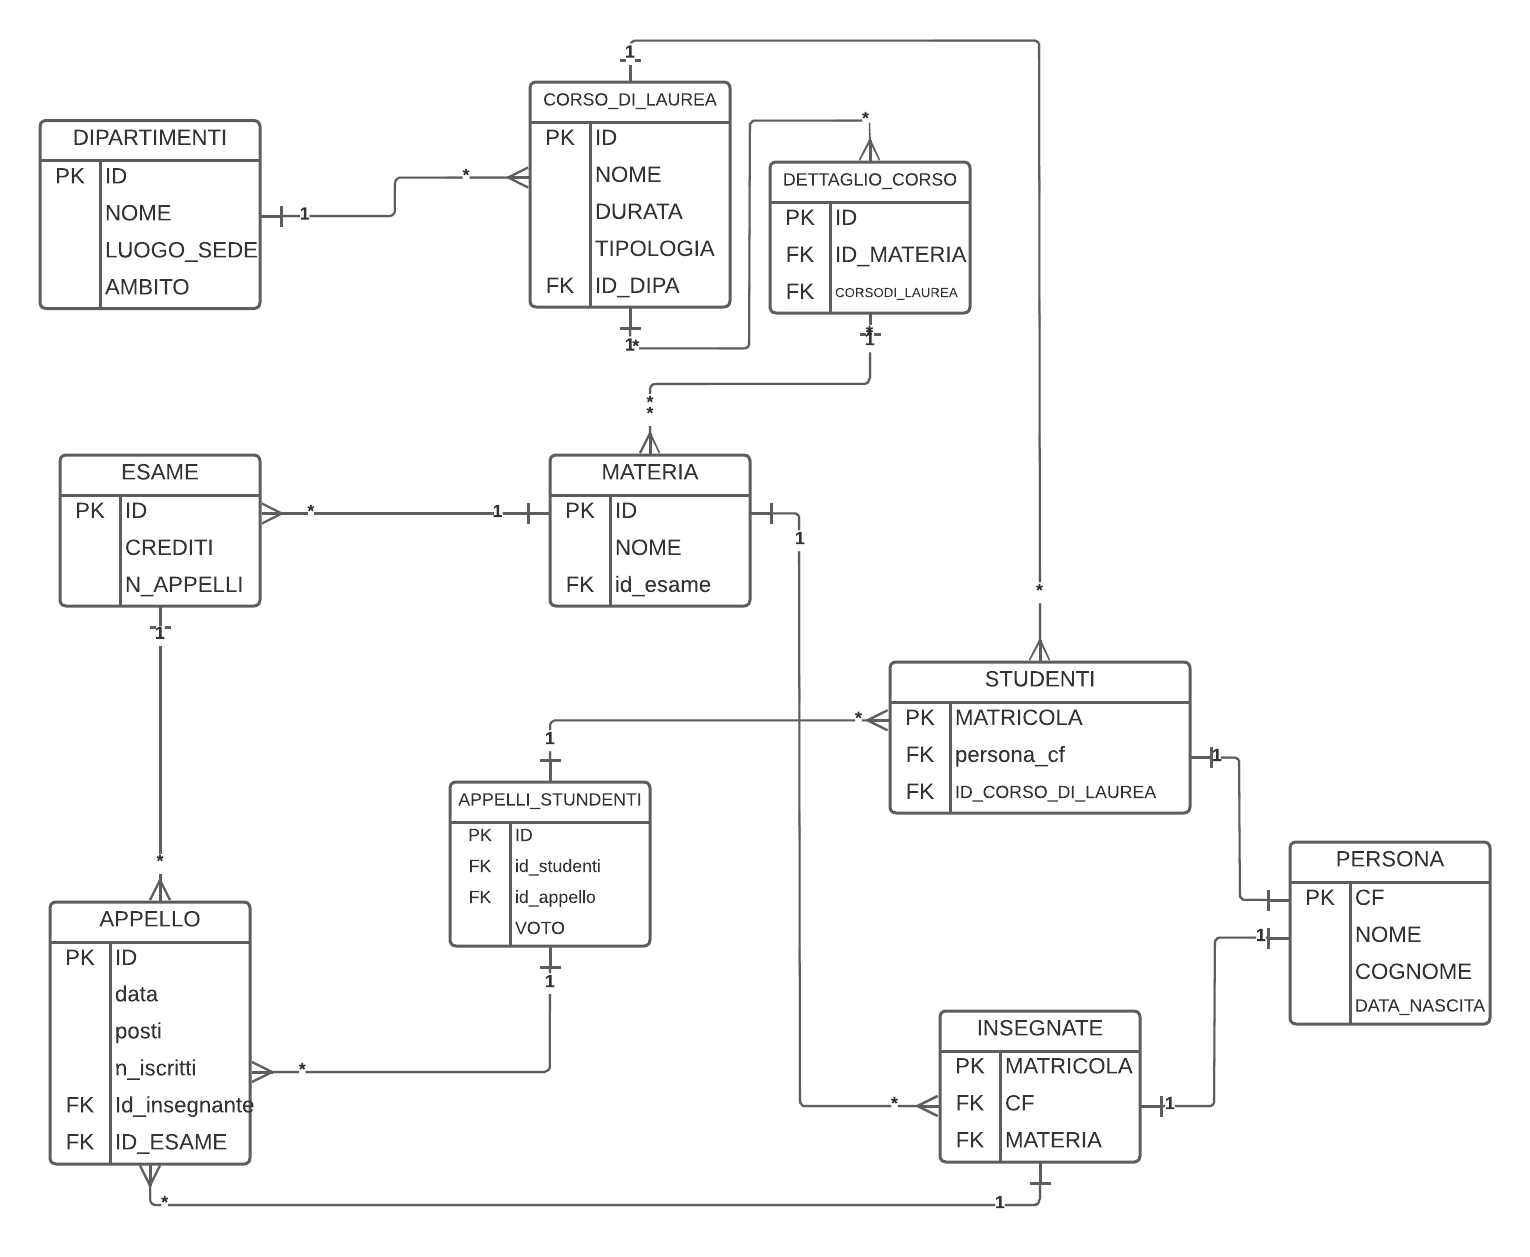 DIPARTIMENTI
PK ID
NOME
LUOGO_SEDE
AMBITO
1
*
1
CORSO_DI_LAUREA
PK ID
NOME
DURATA
TIPOLOGIA
FK ID_DIPA
1*
*
DETTAGLIO_CORSO
PK ID
FK ID_MATERIA
FK CORSODI_LAUREA
*
1
*
*
ESAME
PK ID
CREDITI
N_APPELLI
*
1
MATERIA
PK ID
NOME
FK id_esame
1
*
1
*
STUDENTI
PK MATRICOLA
FK persona_cf
FK ID_CORSO_DI_LAUREA
*
1
1
APPELLI_STUNDENTI
PK ID
FK id_studenti
FK id_appello
VOTO
1
*
PERSONA
PK CF
NOME
COGNOME
DATA_NASCITA
1
APPELLO
PK ID
data
posti
n_iscritti
FK Id_insegnante
FK ID_ESAME
*
*
INSEGNATE
PK MATRICOLA
FK CF
FK MATERIA
1
*
1